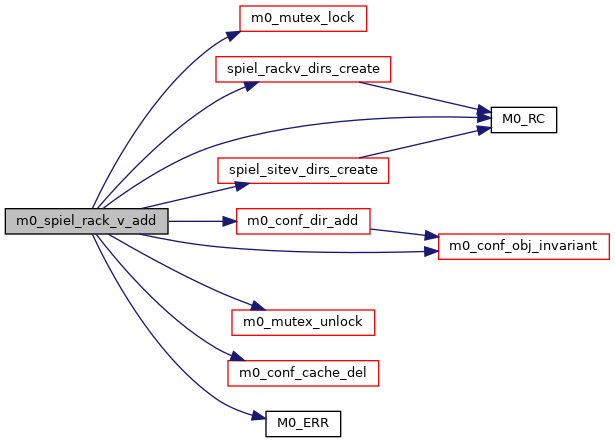 m0_mutex_lock
spiel_rackv_dirs_create
M0_RC
spiel_sitev_dirs_create
m0_spiel_rack_v_add
m0_conf_dir_add
m0_conf_obj_invariant
m0_mutex_unlock
m0_conf_cache_del
M0_ERR